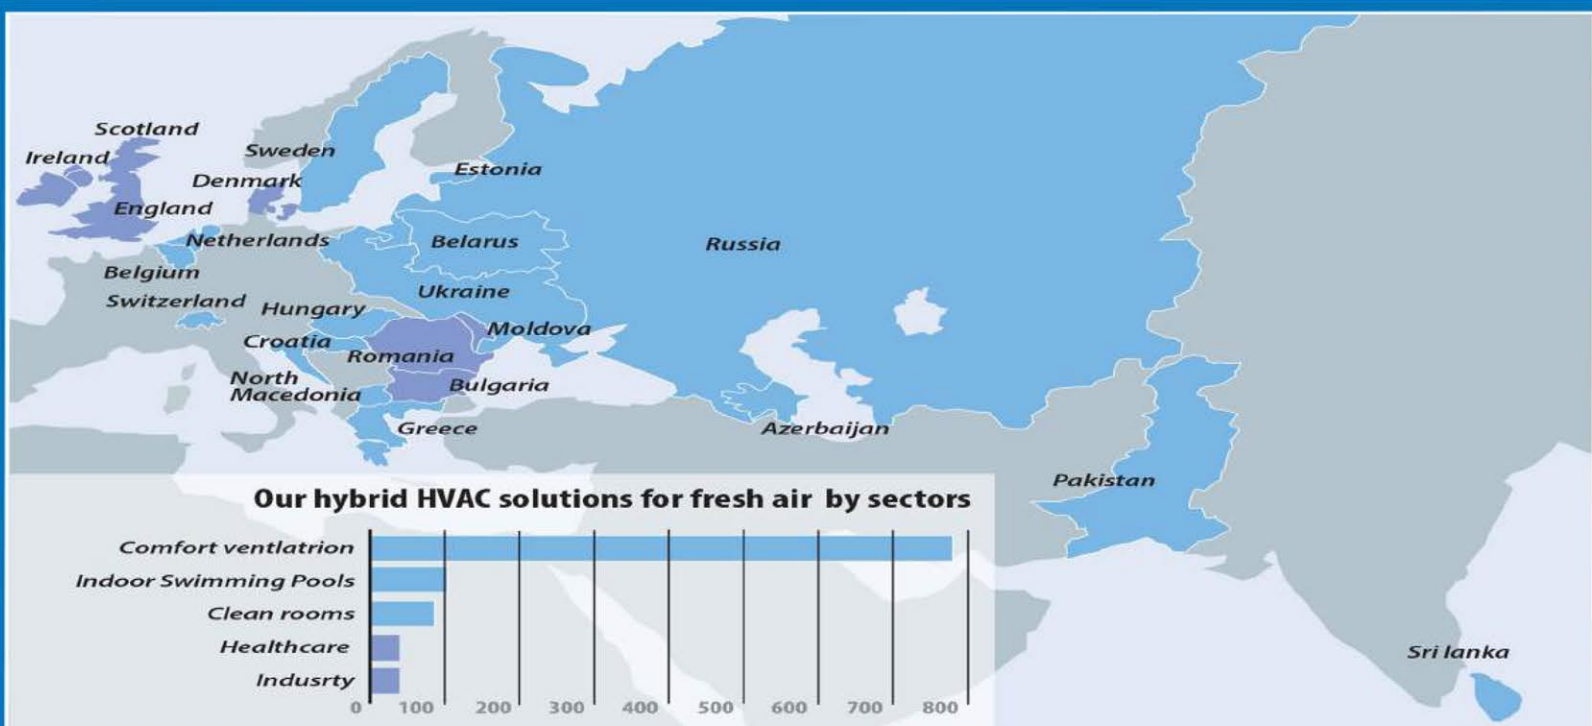 Scotland
Ireland
Sweden
Denmark
Estonia
England
Netherlands
Belarus
Russia
Belgium
Switzerland
Ukraine
Hungary
Moldova
Croatia
Romania
North
Macedonia
Bulgaria
Greece
Azerbaijan
Pakistan
Our hybrid HVAC solutions for fresh air by sectors
Comfort ventlatrion
Indoor Swimming Pools
Clean rooms
Healthcare
Indusrty
0 100 200 300 400 500 600 700 800
Sri lanka